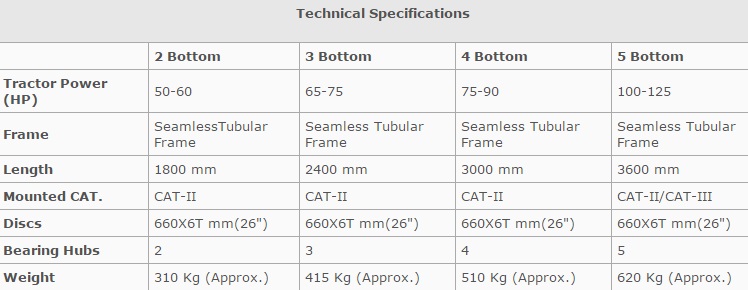 Technical Specifications
2 Bottom 3 Bottom 4 Bottom 5 Bottom
Tractor Power (HP) 50-60 65-75 75-90 100-125
Frame SeamlessTubular Frame Seamless Tubular Frame Seamless Tubular Frame Seamless Tubular Frame
Length 1800 mm 2400 mm 3000 mm 3600 mm
Mounted CAT. CAT-II CAT-II CAT-II CAT-II/CAT-III
Discs 660X6T mm(26") 660X6T mm(26") 660X6T mm(26") 660X6T mm(26")
Bearing Hubs 2 3 4 5
Weight 310 Kg (Approx.) 415 Kg (Approx.) 510 Kg (Approx.) 620 Kg (Approx.)